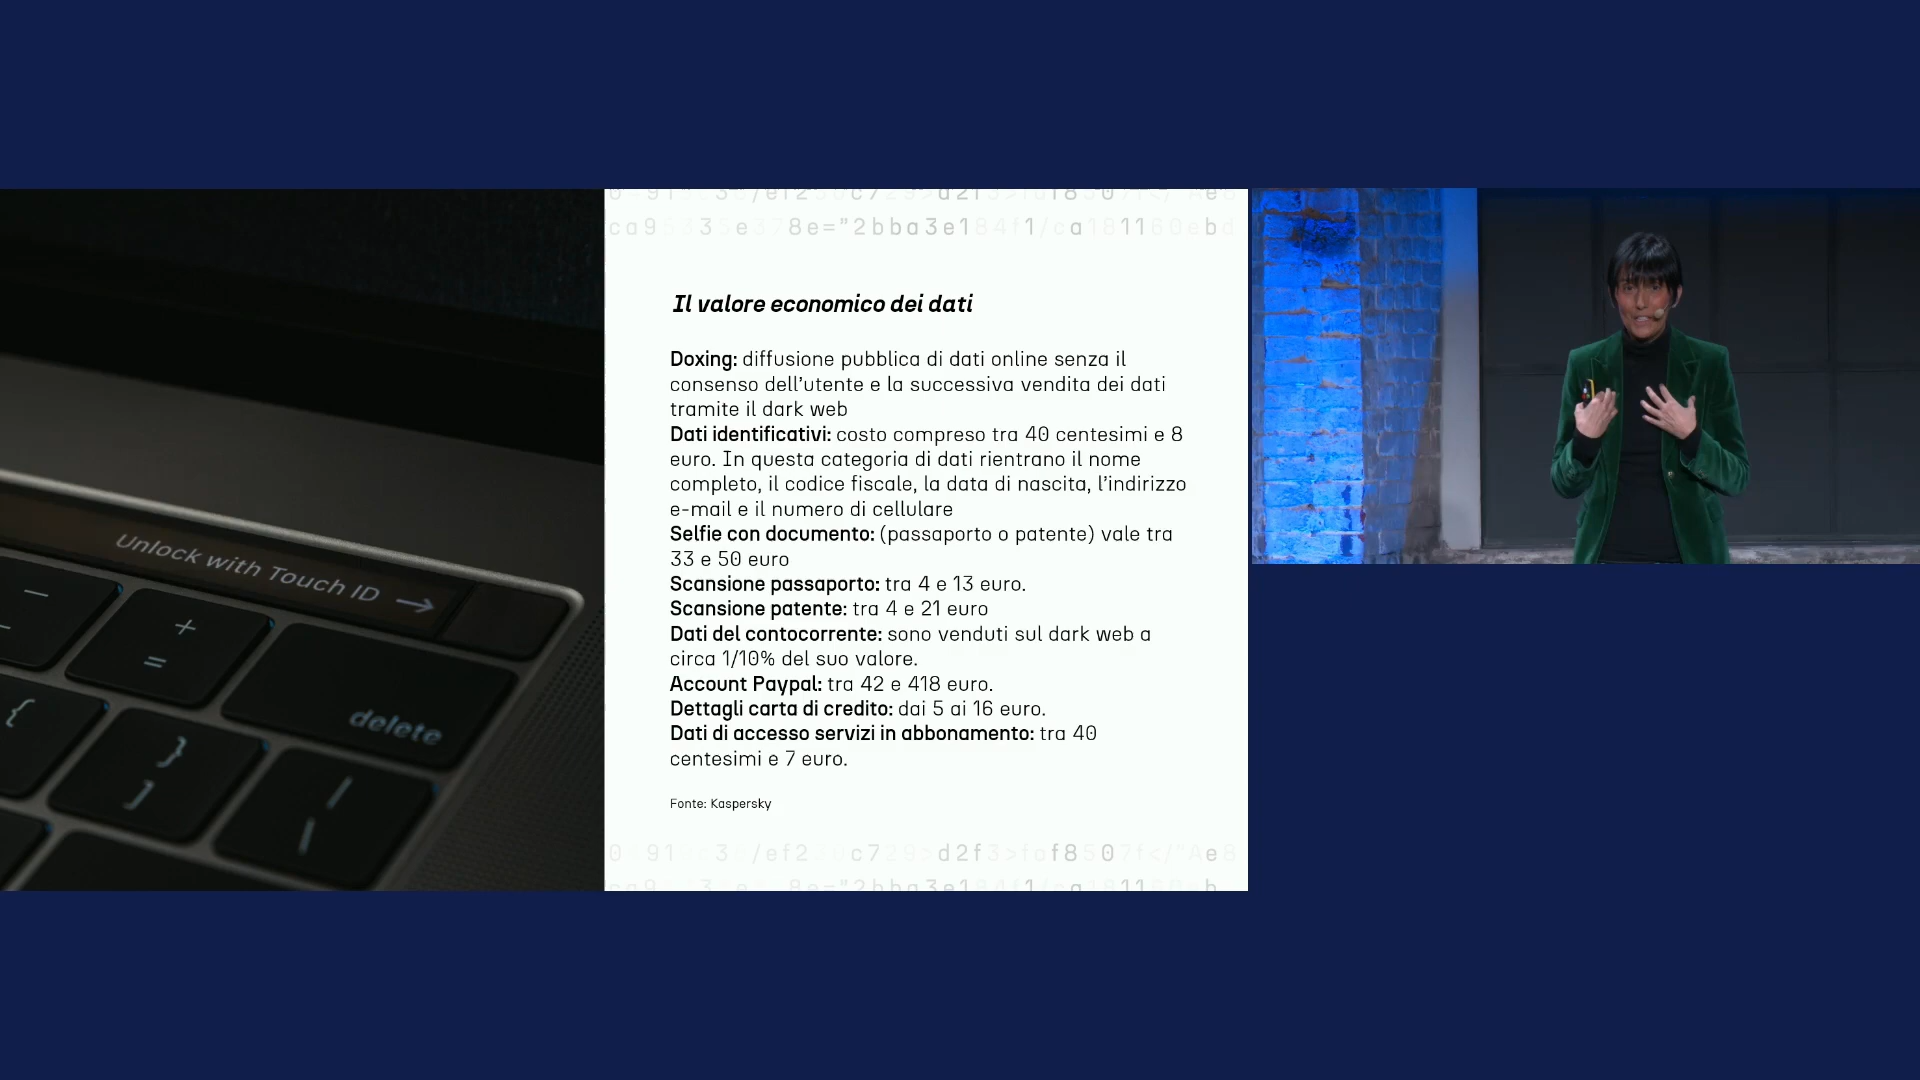 Unlock with Touch ID →
–
+
=
delete
{
}
]
|
\
Il valore economico dei dati
Doxing: diffusione pubblica di dati online senza il
consenso dell’utente e la successiva vendita dei dati
tramite il dark web
Dati identificativi: costo compreso tra 40 centesimi e 8
euro. In questa categoria di dati rientrano il nome
completo, il codice fiscale, la data di nascita, l’indirizzo
e-mail e il numero di cellulare
Selfie con documento: (passaporto o patente) vale tra
33 e 50 euro
Scansione passaporto: tra 4 e 13 euro.
Scansione patente: tra 4 e 21 euro
Dati del contocorrente: sono venduti sul dark web a
circa 1/10% del suo valore.
Account Paypal: tra 42 e 418 euro.
Dettagli carta di credito: dai 5 ai 16 euro.
Dati di accesso servizi in abbonamento: tra 40
centesimi e 7 euro.
Fonte: Kaspersky